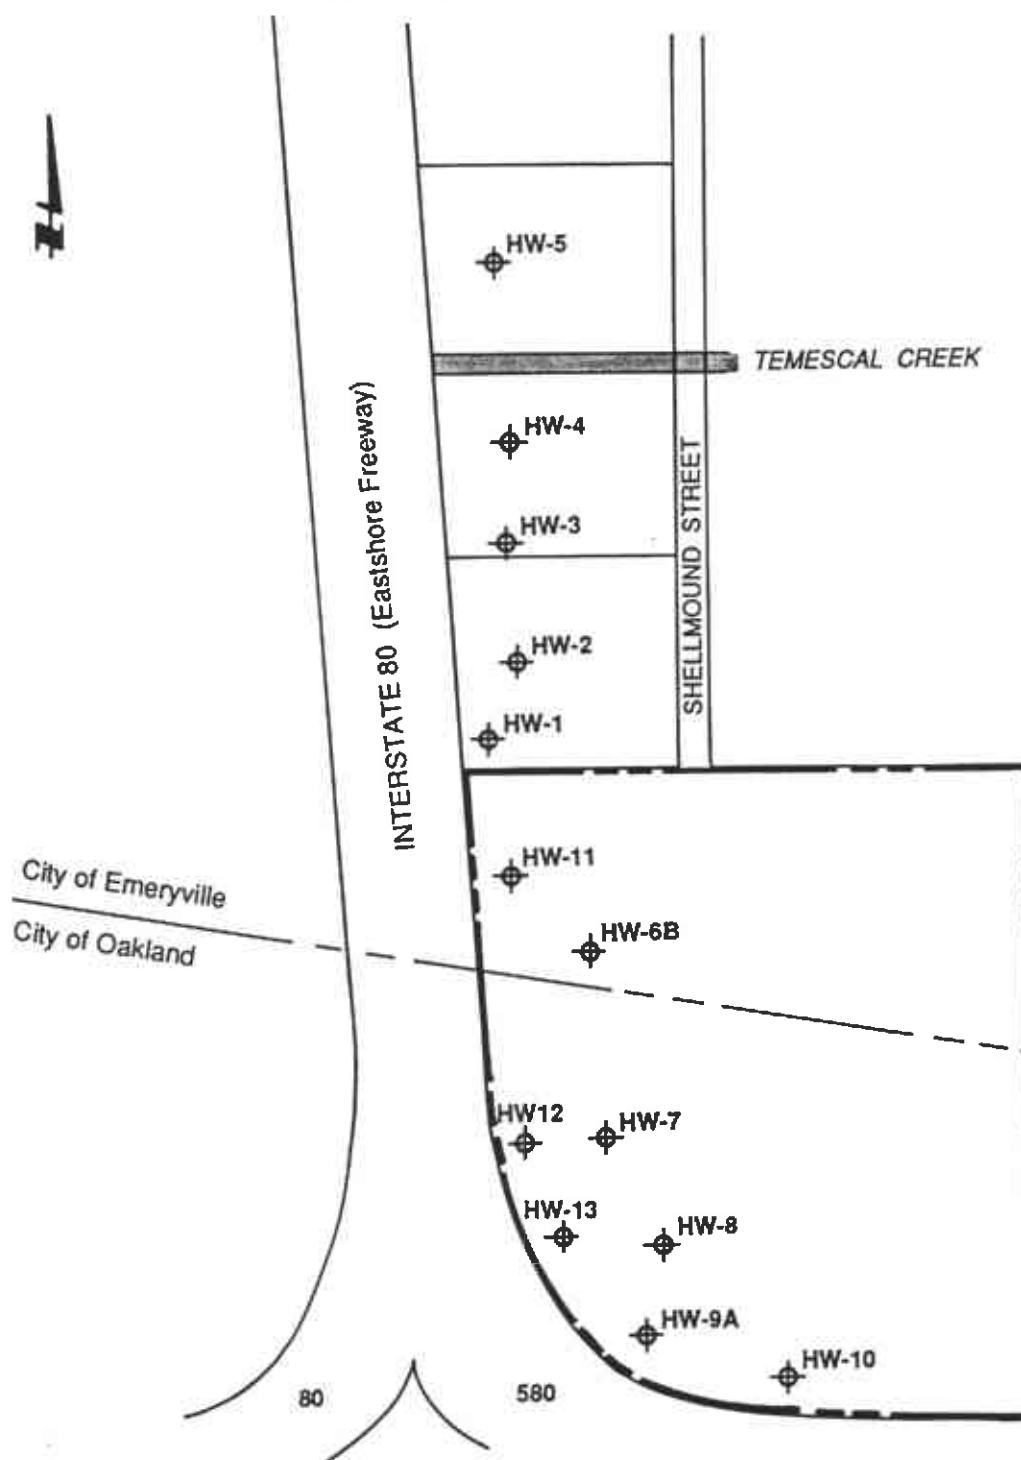 HW-5
TEMESCAL CREEK
HW-4
HW-3
INTERSTATE 80 (Eastshore Freeway)
SHELLMOUND STREET
HW-2
HW-1
HW-11
City of Emeryville
HW-6B
City of Oakland
HW12
HW-7
HW-13
HW-8
HW-9A
HW-10
80
580